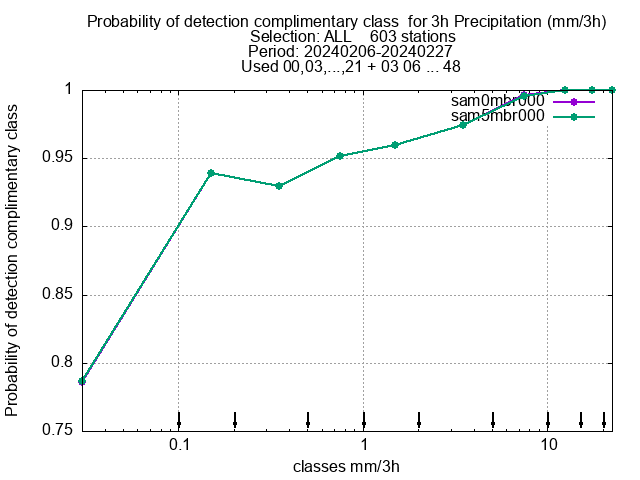 Probability of detection complimentary class  for 3h Precipitation (mm/3h)
Selection: ALL    603 stations
Period: 20240206-20240227
Used 00,03,...,21 + 03 06 ... 48
Probability of detection complimentary class
1
0.95
0.9
0.85
0.8
0.75
sam0mbr000
sam5mbr000
0.1
1
10
classes mm/3h